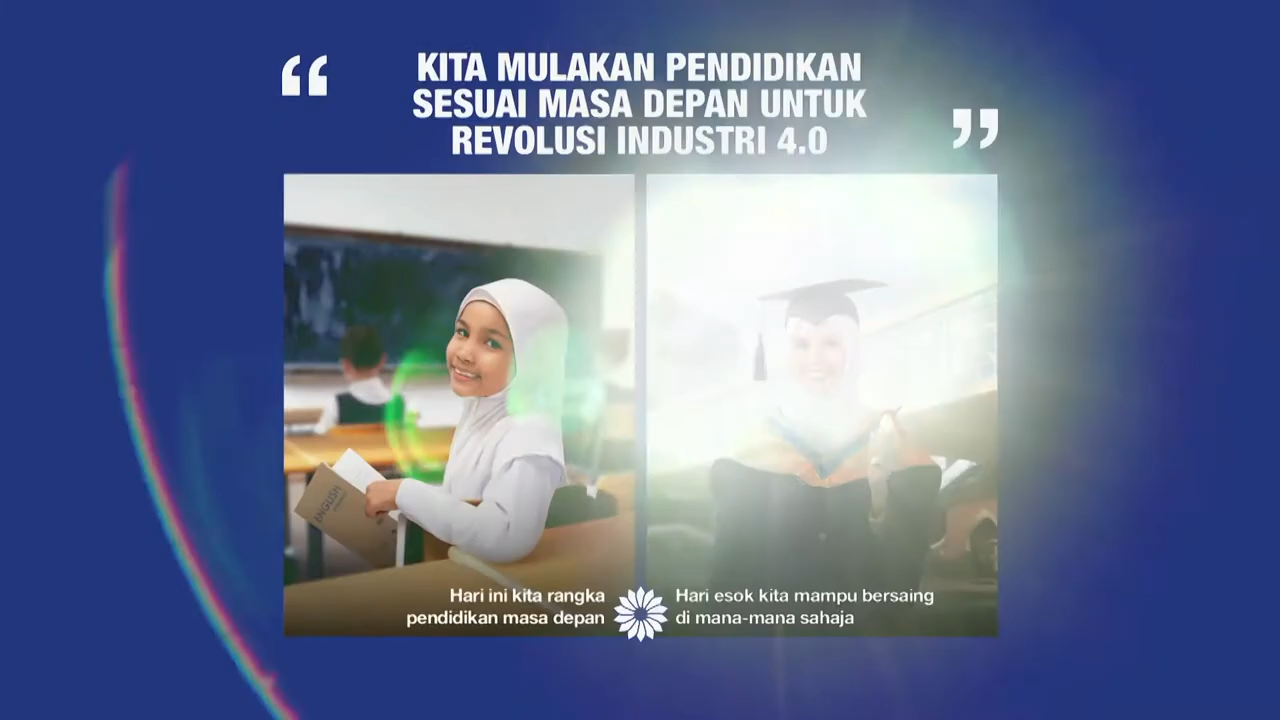 “
KITA MULAKAN PENDIDIKAN
SESUAI MASA DEPAN UNTUK
REVOLUSI INDUSTRI 4.0
”
ENGLISH
Hari ini kita rangka
pendidikan masa depan
Hari esok kita mampu bersaing
di mana-mana sahaja